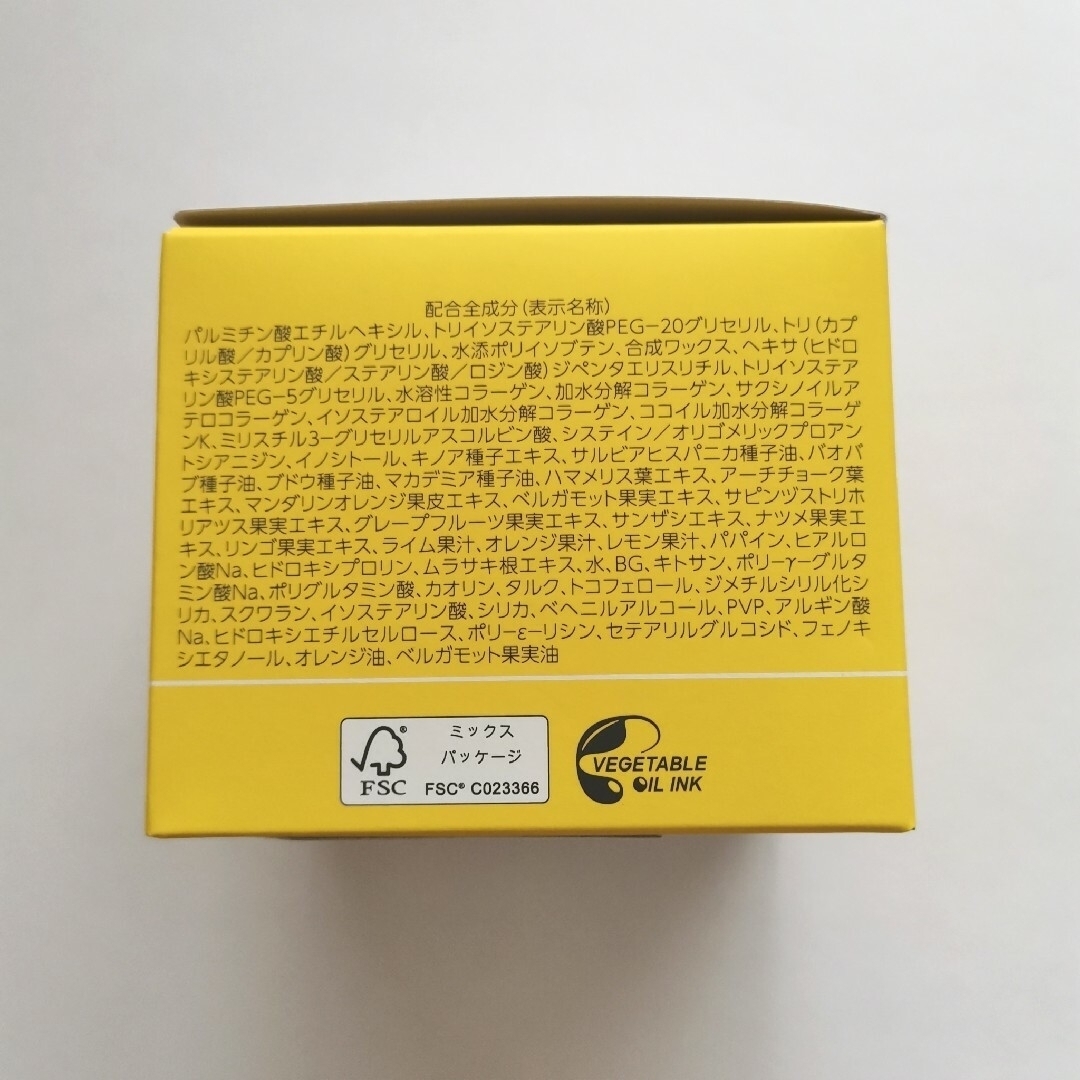 配合全成分(表示名称)
パルミチン酸エチルヘキシル、トリイソステアリン酸PEG-20グリセリル、トリ(カプ
リル酸/カプリン酸)グリセリル、水添ポリイソブテン、合成ワックス、ヘキサ(ヒドロ
キシステアリン酸/ステアリン酸/ロジン酸)ジペンタエリスリチル、トリイソステア
リン酸PEG-5グリセリル、水溶性コラーゲン、加水分解コラーゲン、サクシノイルア
テロコラーゲン、イソステアロイル加水分解コラーゲン、ココイル加水分解コラーゲ
ンK、ミリスチル3-グリセリルアスコルビン酸、システイン/オリゴメリックプロアン
トシアニジン、イノシトール、キノア種子エキス、サルビアヒスパニカ種子油、バオバ
ブ種子油、ブドウ種子油、マカデミア種子油、ハマメリス葉エキス、アーチチョーク葉
エキス、マンダリンオレンジ果皮エキス、ベルガモット果実エキス、サピンヅストリホ
リアツス果実エキス、グレープフルーツ果実エキス、サンザシエキス、ナツメ果実エ
キス、リンゴ果実エキス、ライム果汁、オレンジ果汁、レモン果汁、パパイン、ヒアルロ
ン酸Na、ヒドロキシプロリン、ムラサキ根エキス、水、BG、キトサン、ポリ-γ-グルタ
ミン酸Na、ポリグルタミン酸、カオリン、タルク、トコフェロール、ジメチルシリル化シ
リカ、スクワラン、イソステアリン酸、シリカ、ベヘニルアルコール、PVP、アルギン酸
Na、ヒドロキシエチルセルロース、ポリ-ε-リシン、セテアリルグルコシド、フェノキ
シエタノール、オレンジ油、ベルガモット果実油
ミックス
パッケージ
FSC® C023366
®
FSC
VEGETABLE
OIL INK